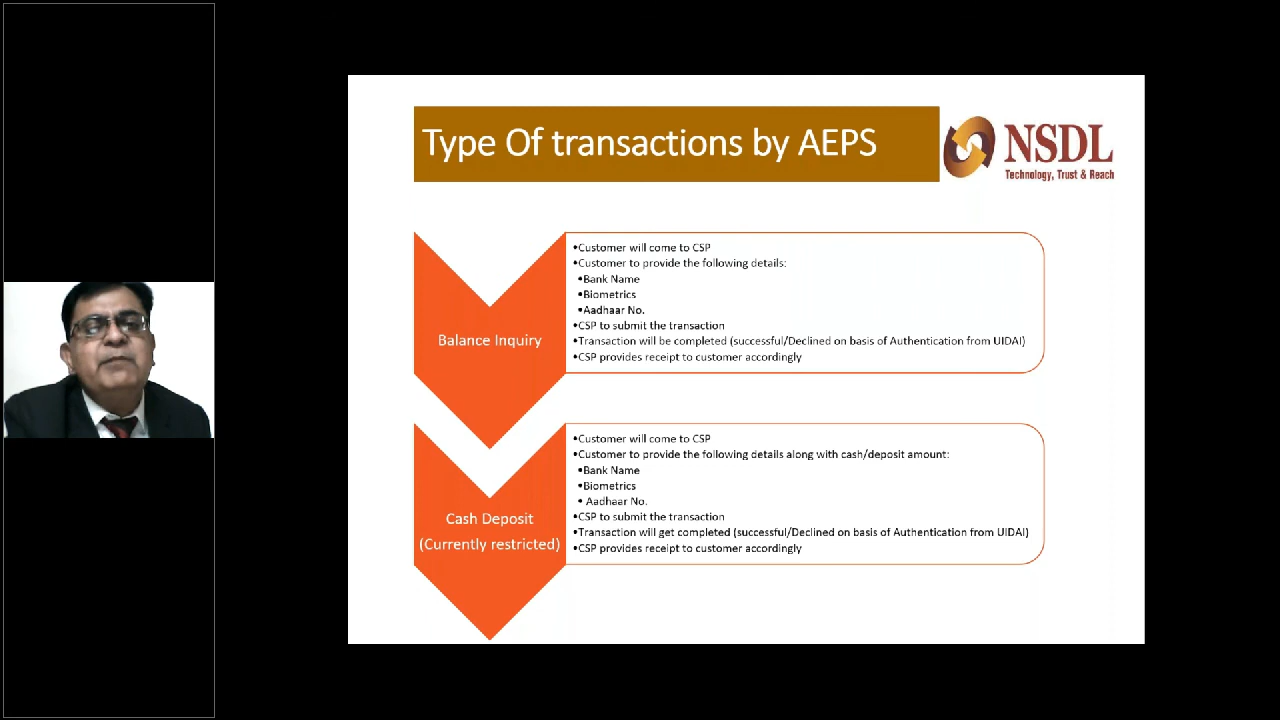 Type Of transactions by AEPS
NSDL
Technology, Trust & Reach
Balance Inquiry
•Customer will come to CSP
•Customer to provide the following details:
•Bank Name
•Biometrics
•Aadhaar No.
•CSP to submit the transaction
•Transaction will be completed (successful/Declined on basis of Authentication from UIDAI)
•CSP provides receipt to customer accordingly
Cash Deposit
(Currently restricted)
•Customer will come to CSP
•Customer to provide the following details along with cash/deposit amount:
•Bank Name
•Biometrics
• Aadhaar No.
•CSP to submit the transaction
•Transaction will get completed (successful/Declined on basis of Authentication from UIDAI)
•CSP provides receipt to customer accordingly